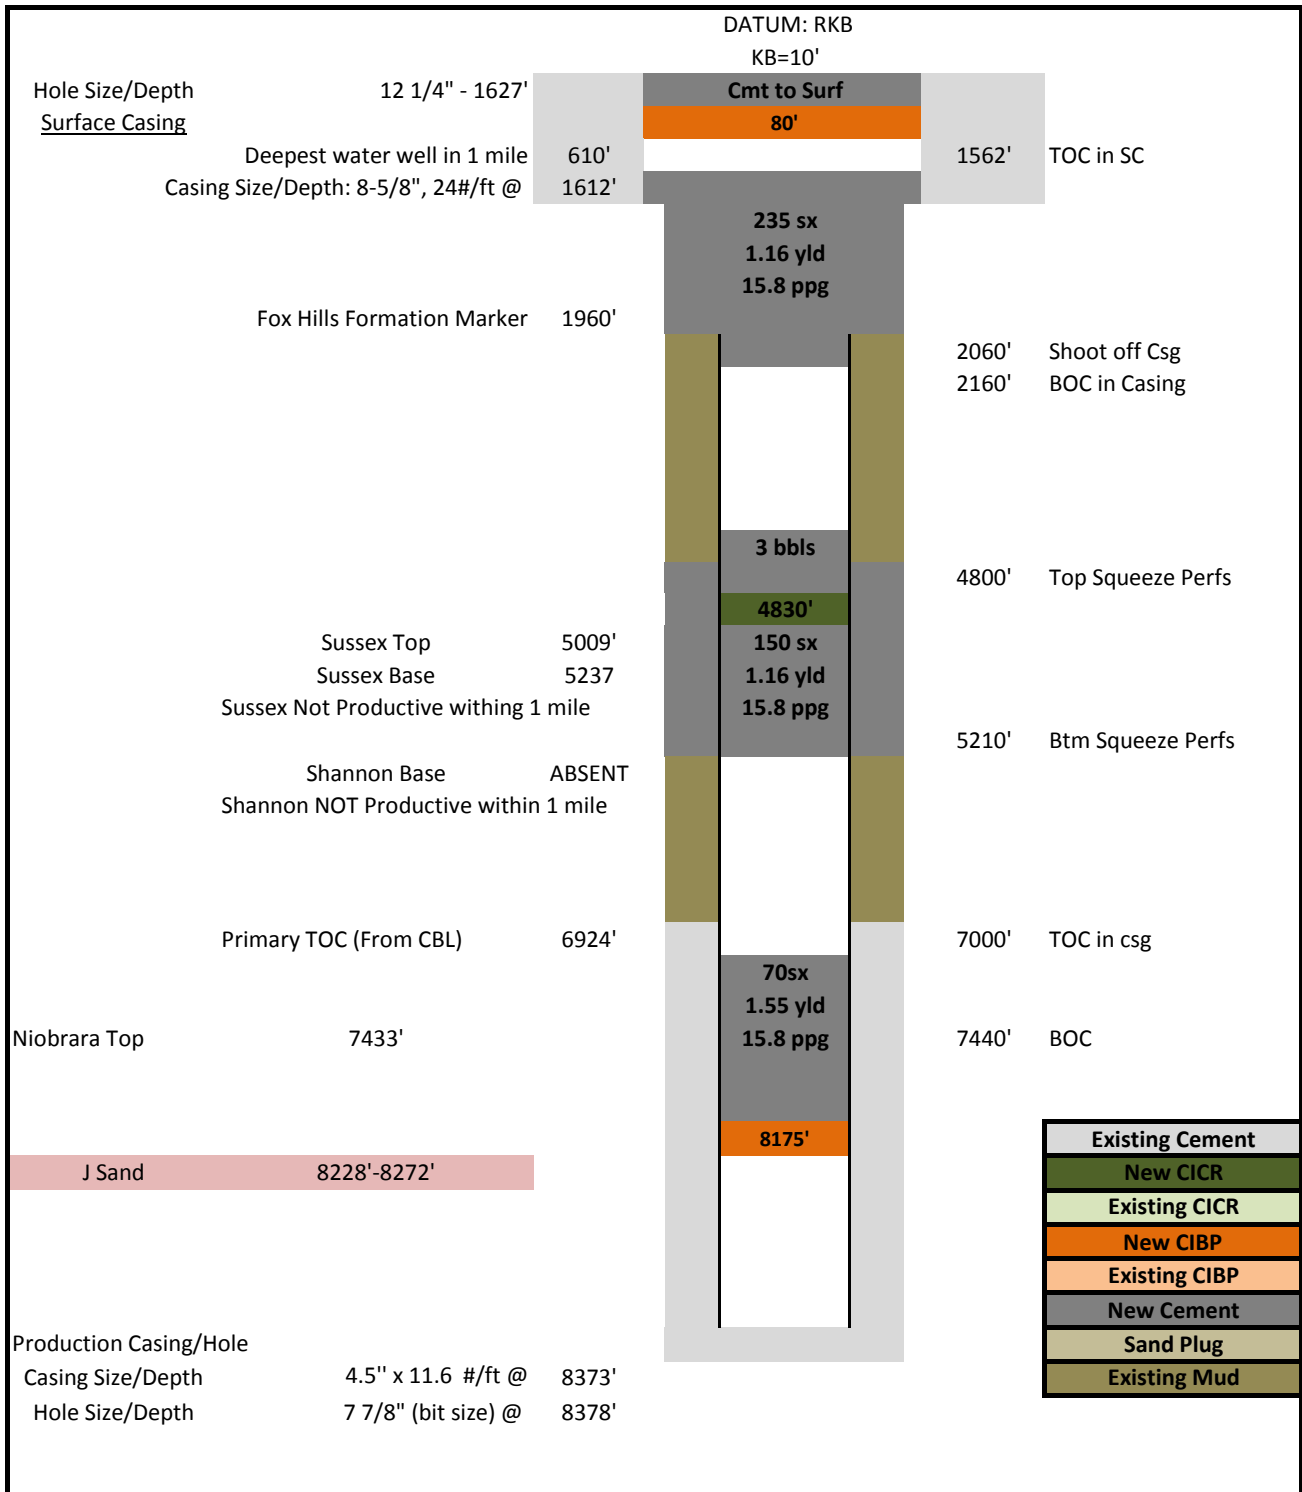 DATUM: RKB
KB=10'
Hole Size/Depth 12 1/4" - 1627' Cmt to Surf
Surface Casing 80'
Deepest water well in 1 mile 610' 1562' TOC in SC
Casing Size/Depth: 8-5/8", 24#/ft @ 1612'
235 sx
1.16 yld
15.8 ppg
Fox Hills Formation Marker 1960'
2060' Shoot off Csg
2160' BOC in Casing
3 bbls
4800' Top Squeeze Perfs
4830'
Sussex Top 5009' 150 sx
Sussex Base 5237 1.16 yld
Sussex Not Productive withing 1 mile 15.8 ppg
5210' Btm Squeeze Perfs
Shannon Base ABSENT
Shannon NOT Productive within 1 mile
Primary TOC (From CBL) 6924' 7000' TOC in csg
70sx
1.55 yld
Niobrara Top 7433' 15.8 ppg 7440' BOC
8175' Existing Cement
J Sand 8228'-8272' New CICR
Existing CICR
New CIBP
Existing CIBP
New Cement
Production Casing/Hole Sand Plug
Casing Size/Depth 4.5'' x 11.6 #/ft @ 8373' Existing Mud
Hole Size/Depth 7 7/8" (bit size) @ 8378'